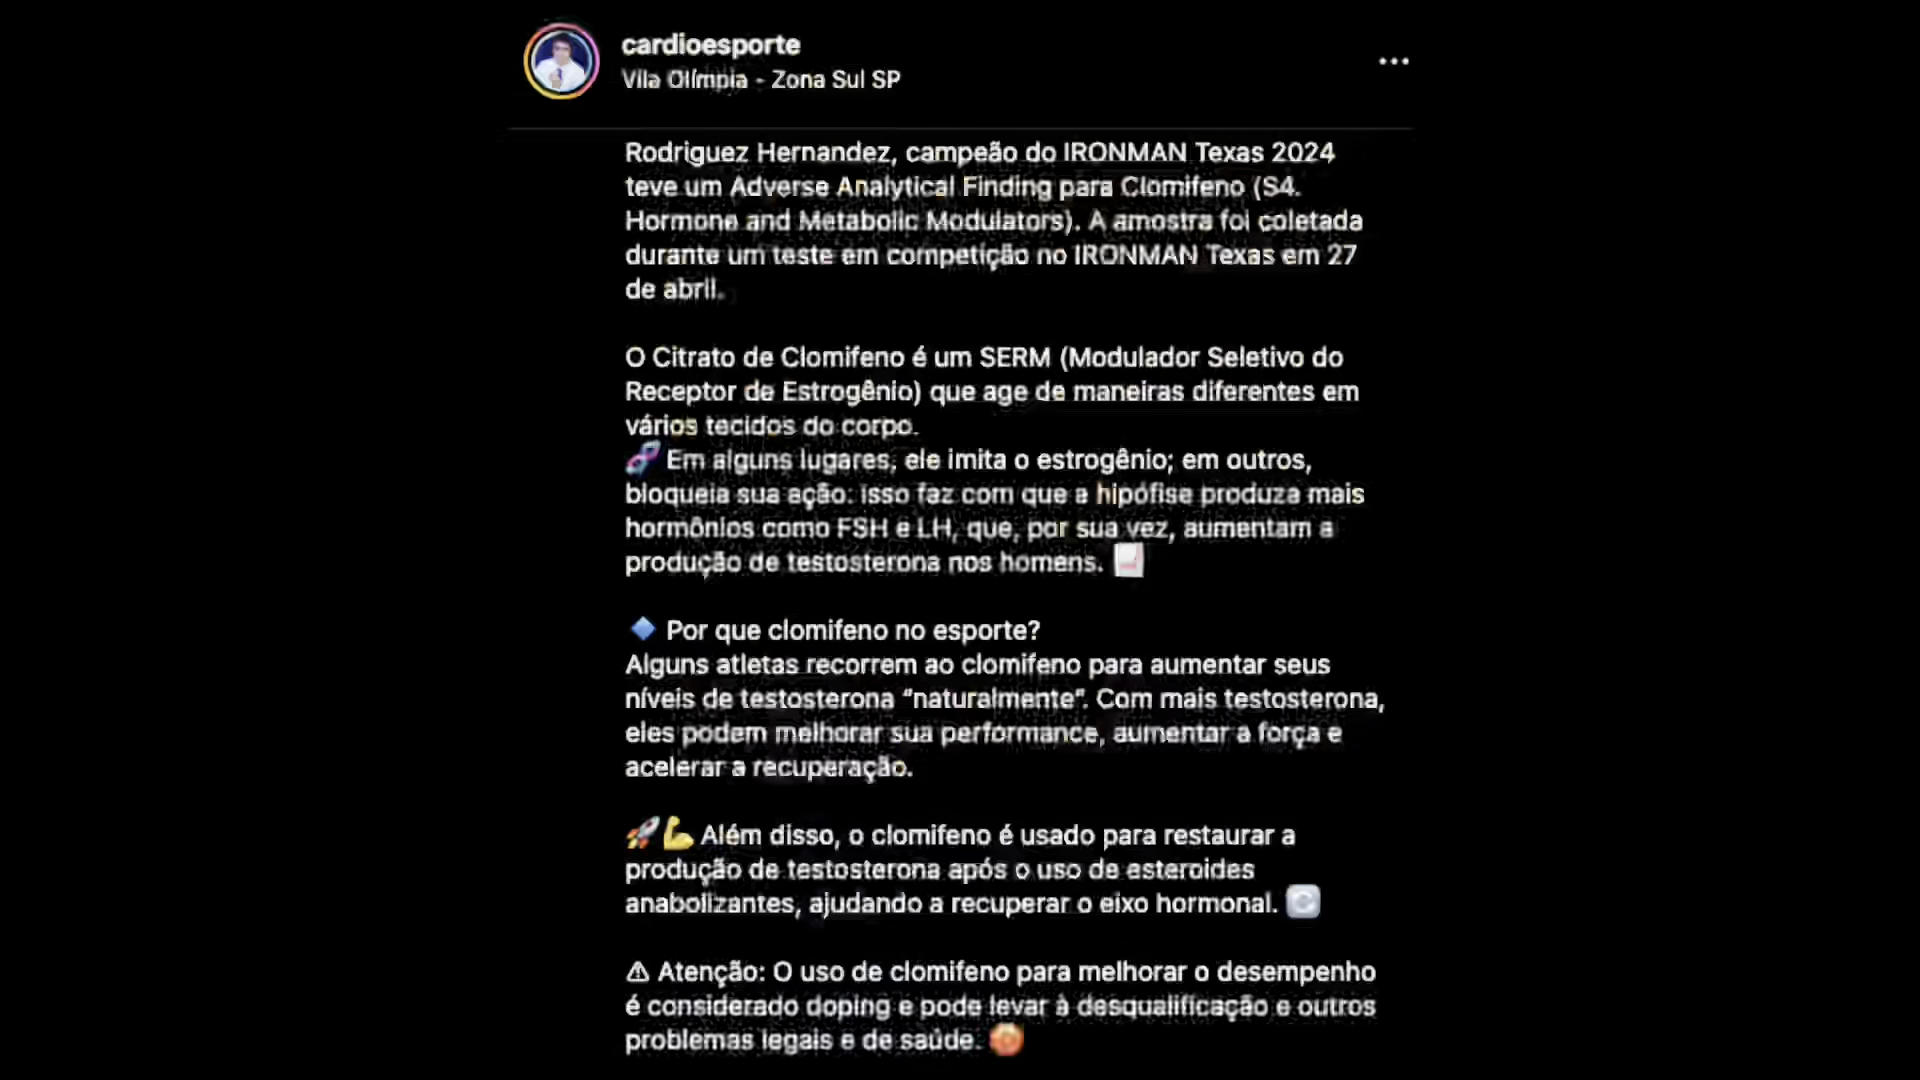 cardioesporte
Vila Olímpia - Zona Sul SP
Rodriguez Hernandez, campeão do IRONMAN Texas 2024
teve um Adverse Analytical Finding para Clomifeno (S4.
Hormone and Metabolic Modulators). A amostra foi coletada
durante um teste em competição no IRONMAN Texas em 27
de abril.
O Citrato de Clomifeno é um SERM (Modulador Seletivo do
Receptor de Estrogênio) que age de maneiras diferentes em
vários tecidos do corpo.
🧬 Em alguns lugares, ele imita o estrogênio; em outros,
bloqueia sua ação: isso faz com que a hipófise produza mais
hormônios como FSH e LH, que, por sua vez, aumentam a
produção de testosterona nos homens. 📈
🔷 Por que clomifeno no esporte?
Alguns atletas recorrem ao clomifeno para aumentar seus
níveis de testosterona “naturalmente”. Com mais testosterona,
eles podem melhorar sua performance, aumentar a força e
acelerar a recuperação.
🚀💪 Além disso, o clomifeno é usado para restaurar a
produção de testosterona após o uso de esteroides
anabolizantes, ajudando a recuperar o eixo hormonal.
⚠ Atenção: O uso de clomifeno para melhorar o desempenho
é considerado doping e pode levar à desqualificação e outros
problemas legais e de saúde.